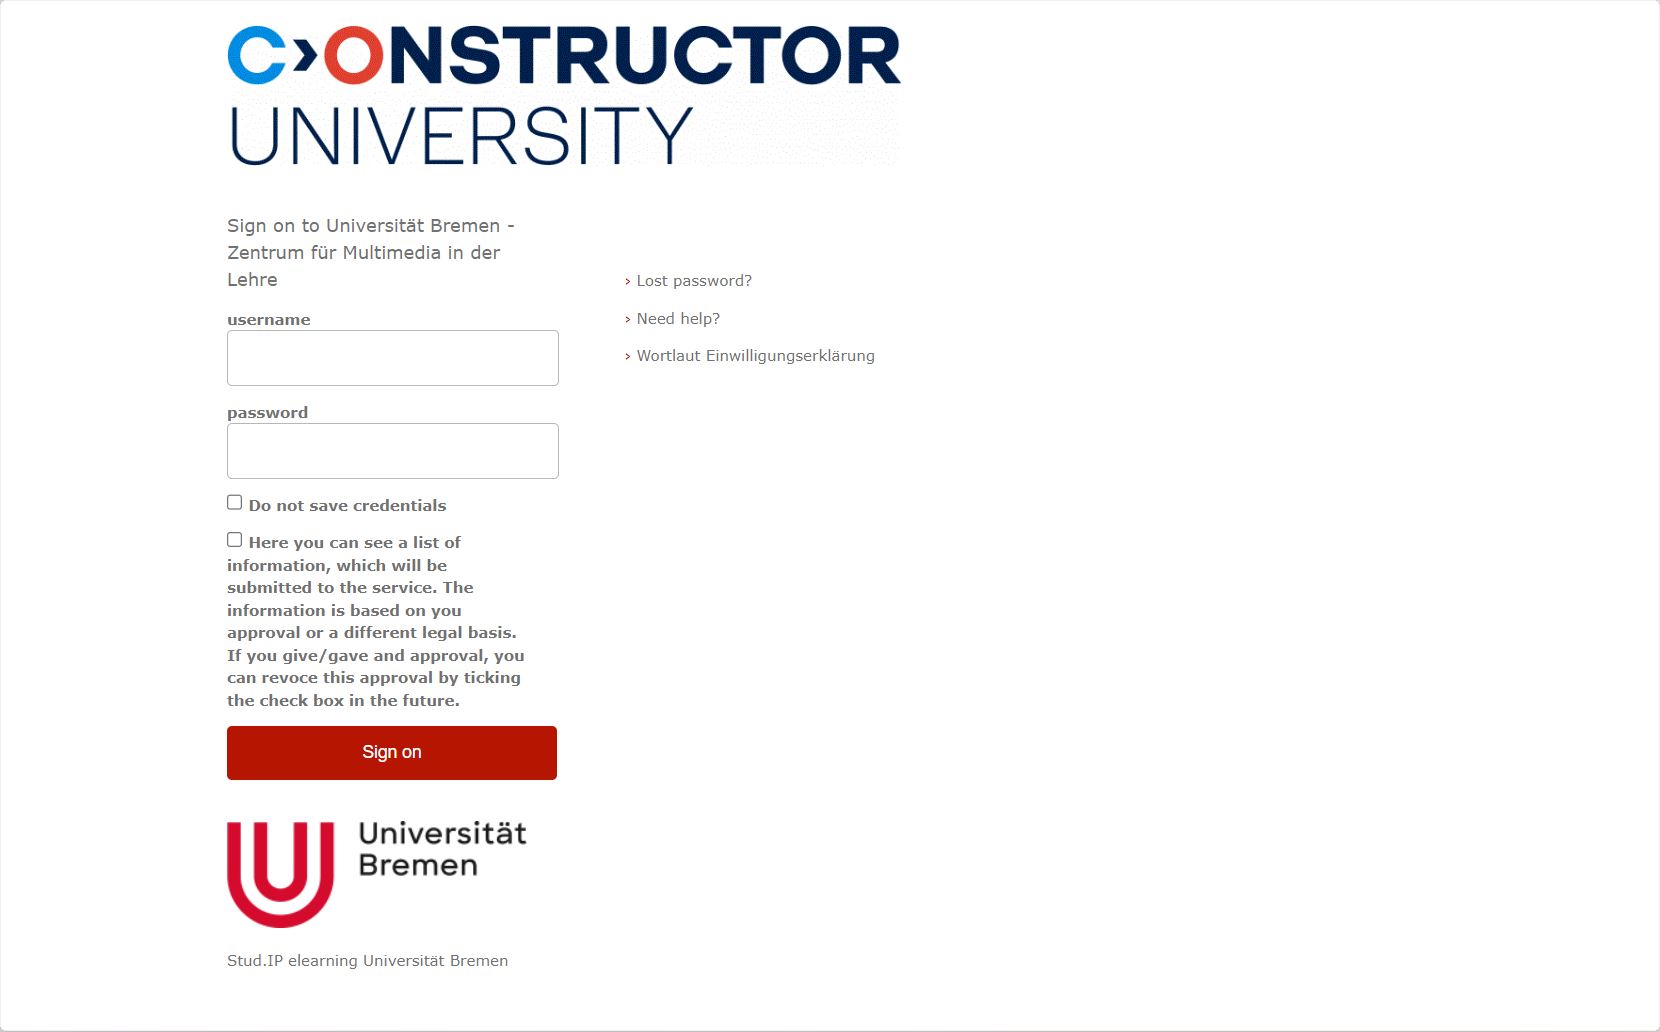 CONSTRUCTOR
UNIVERSITY
Sign on to Universität Bremen -
Zentrum für Multimedia in der
Lehre
username
password
Do not save credentials
Here you can see a list of
information, which will be
submitted to the service. The
information is based on you
approval or a different legal basis.
If you give/gave and approval, you
can revoce this approval by ticking
the check box in the future.
Sign on
› Lost password?
› Need help?
› Wortlaut Einwilligungserklärung
Universität
Bremen
Stud.IP elearning Universität Bremen